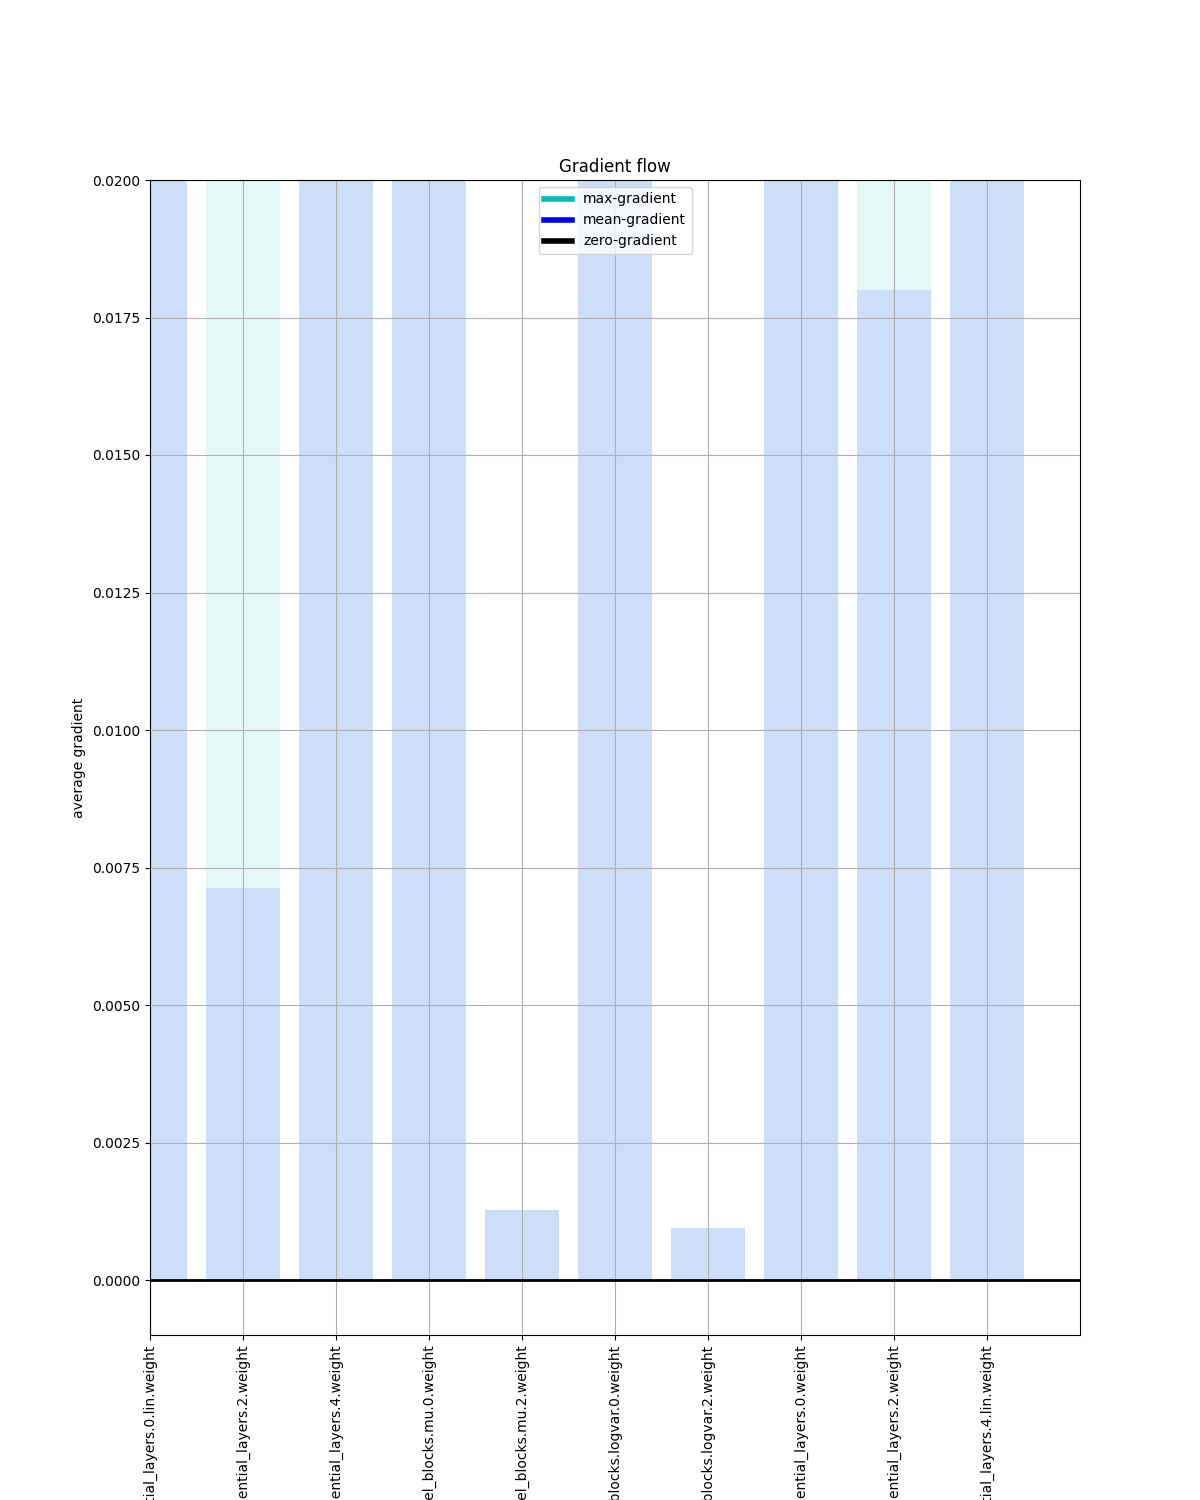 Gradient flow
max-gradient
mean-gradient
zero-gradient
0.0200
0.0175
0.0150
0.0125
0.0100
0.0075
0.0050
0.0025
0.0000
average gradient
tial_layers.0.lin.weight
ential_layers.2.weight
ential_layers.4.weight
el_blocks.mu.0.weight
el_blocks.mu.2.weight
blocks.logvar.0.weight
blocks.logvar.2.weight
ential_layers.0.weight
ential_layers.2.weight
tial_layers.4.lin.weight